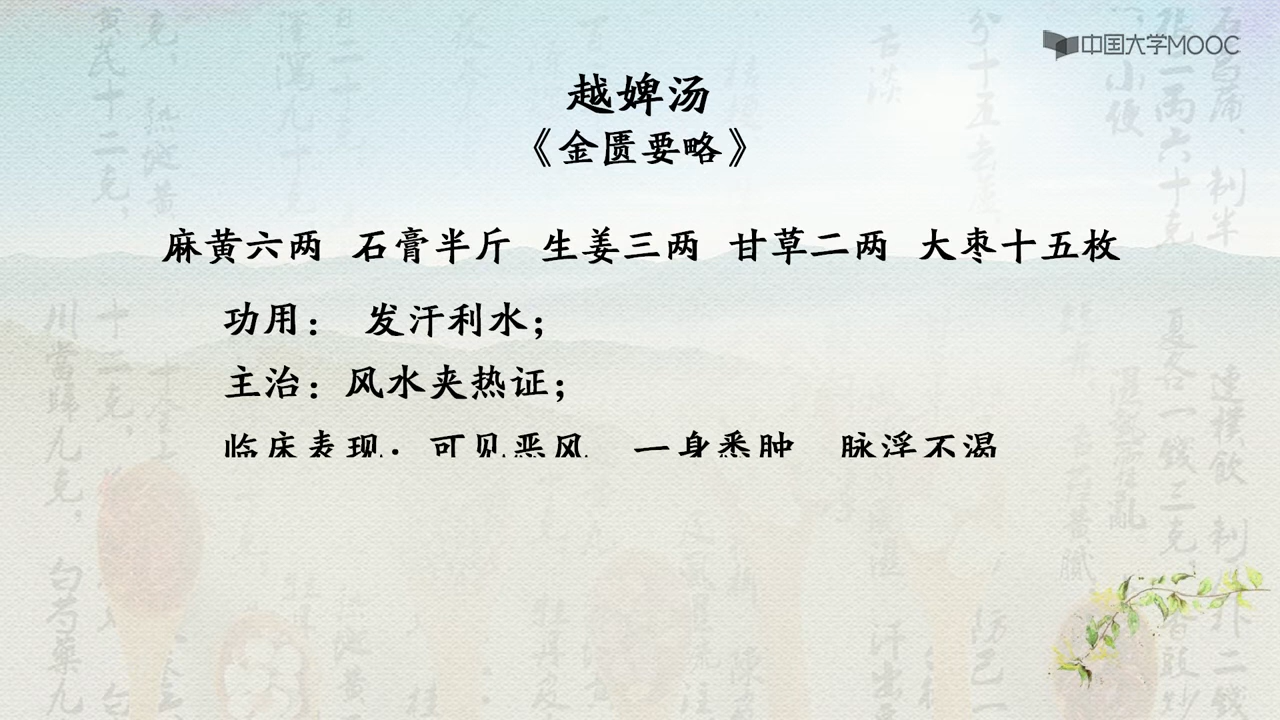 中国大学MOOC
越婢汤
《金匮要略》
麻黄六两 石膏半斤 生姜三两 甘草二两 大枣十五枚
功用： 发汗利水；
主治：风水夹热证；
临床表现：可见恶风 一身悉肿 脉浮不渴